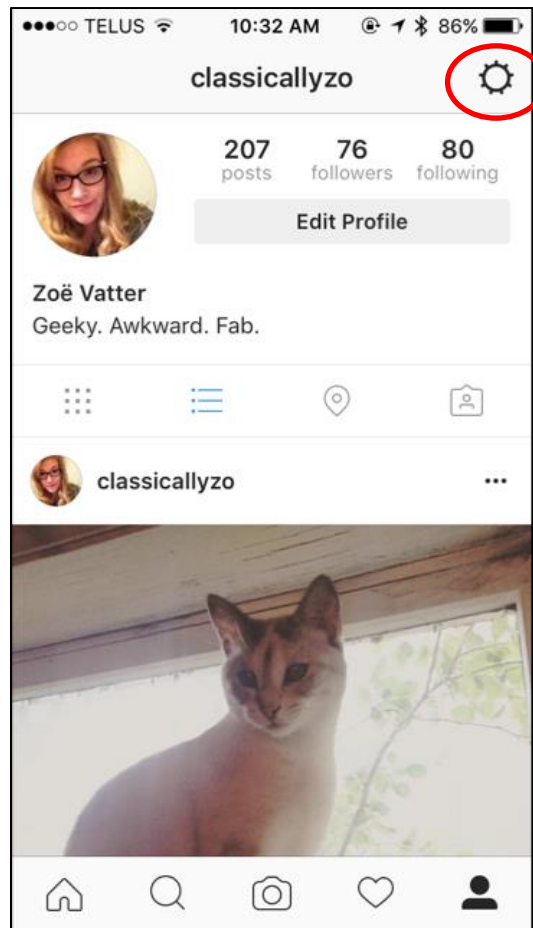 TELUS 10:32 AM 86%
classicallyzo
207 76 80
posts followers following
Edit Profile
Zoë Vatter
Geeky. Awkward. Fab.
classicallyzo